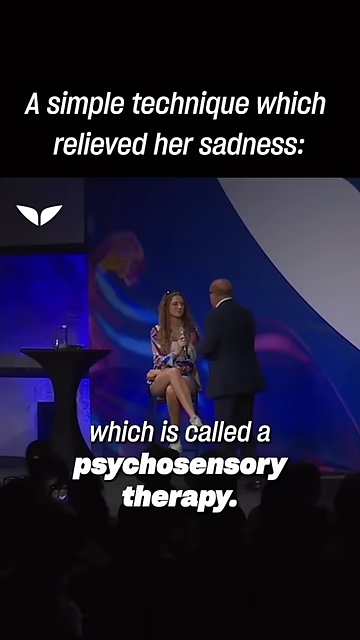 A simple technique which
relieved her sadness:
which is called a
psychosensory
therapy.